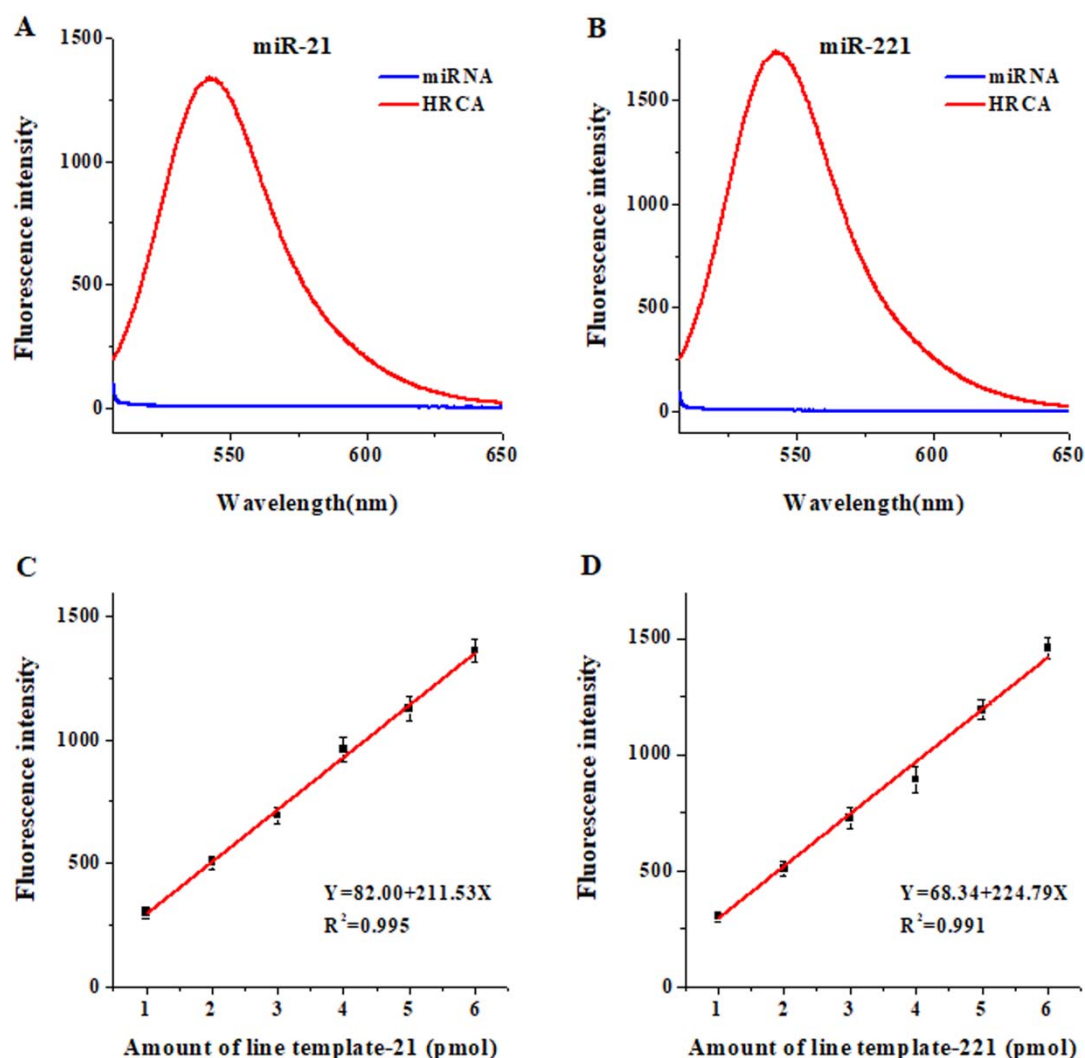 A
miR-21
miRNA
HRCA
1500
1000
500
0
Fluorescence intensity
550
600
650
Wavelength(nm)
B
miR-221
miRNA
HRCA
1500
1000
500
0
Fluorescence intensity
550
600
650
Wavelength(nm)
C
1500
1000
500
0
Fluorescence intensity
Y=82.00+211.53X
R²=0.995
1 2 3 4 5 6
Amount of line template-21 (pmol)
D
1500
1000
500
0
Fluorescence intensity
Y=68.34+224.79X
R²=0.991
1 2 3 4 5 6
Amount of line template-221 (pmol)